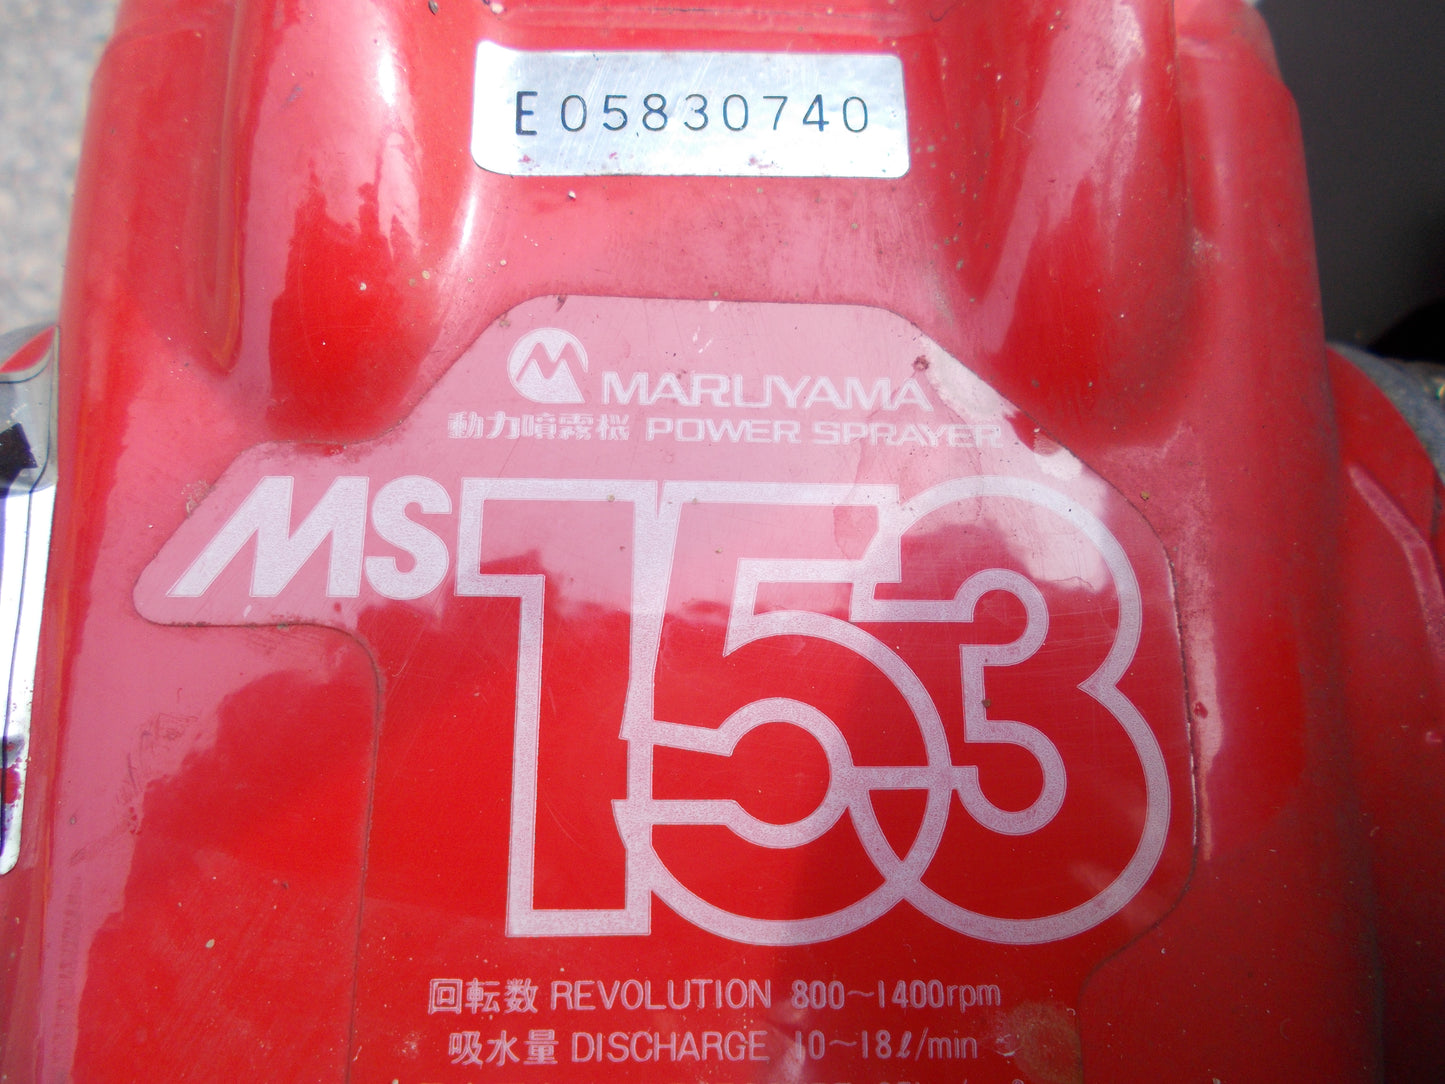 E05830740
MARUYAMA
動力噴霧機 POWER SPRAYER
MS153
回転数 REVOLUTION 800~1400rpm
吸水量 DISCHARGE 10~18ℓ/min